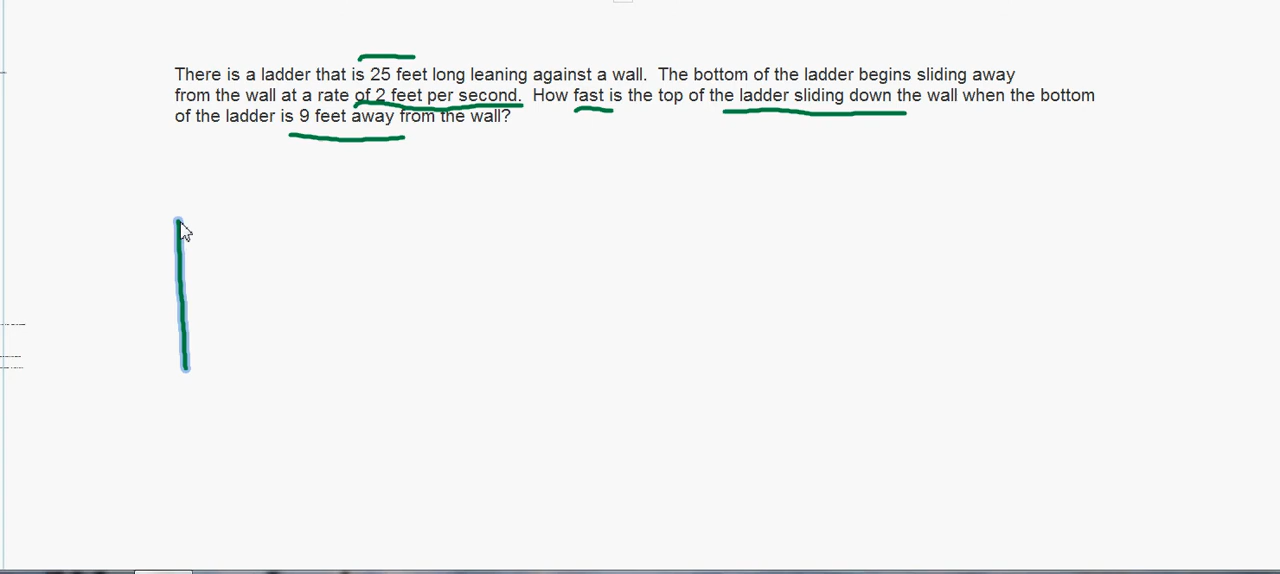 There is a ladder that is 25 feet long leaning against a wall.  The bottom of the ladder begins sliding away
from the wall at a rate of 2 feet per second.  How fast is the top of the ladder sliding down the wall when the bottom
of the ladder is 9 feet away from the wall?